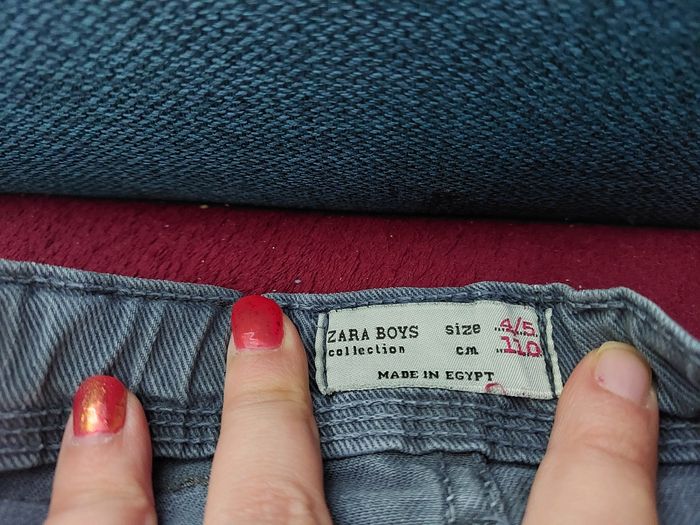 ZARA BOYS size 4/5
collection cm 110
MADE IN EGYPT